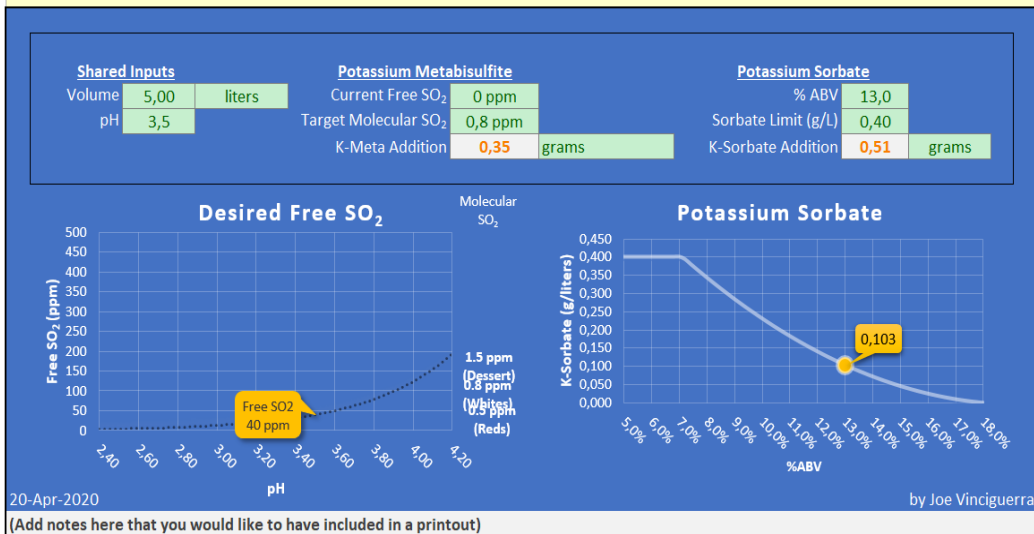 Shared Inputs
Volume 5,00 liters
pH 3,5
Potassium Metabisulfite
Current Free SO₂ 0 ppm
Target Molecular SO₂ 0,8 ppm
K-Meta Addition 0,35 grams
Potassium Sorbate
% ABV 13,0
Sorbate Limit (g/L) 0,40
K-Sorbate Addition 0,51 grams
Desired Free SO₂
Molecular
SO₂
Free SO₂ (ppm)
500
450
400
350
300
250
200
150
100
50
0
Free SO2
40 ppm
1.5 ppm
(Dessert)
0.8 ppm
(Whites)
0.5 ppm
(Reds)
2,40 2,60 2,80 3,00 3,20 3,40 3,60 3,80 4,00 4,20
pH
Potassium Sorbate
K-Sorbate (g/liters)
0,450
0,400
0,350
0,300
0,250
0,200
0,150
0,100
0,050
0,000
0,103
5,0% 6,0% 7,0% 8,0% 9,0% 10,0% 11,0% 12,0% 13,0% 14,0% 15,0% 16,0% 17,0% 18,0%
%ABV
20-Apr-2020
by Joe Vinciguerra
(Add notes here that you would like to have included in a printout)